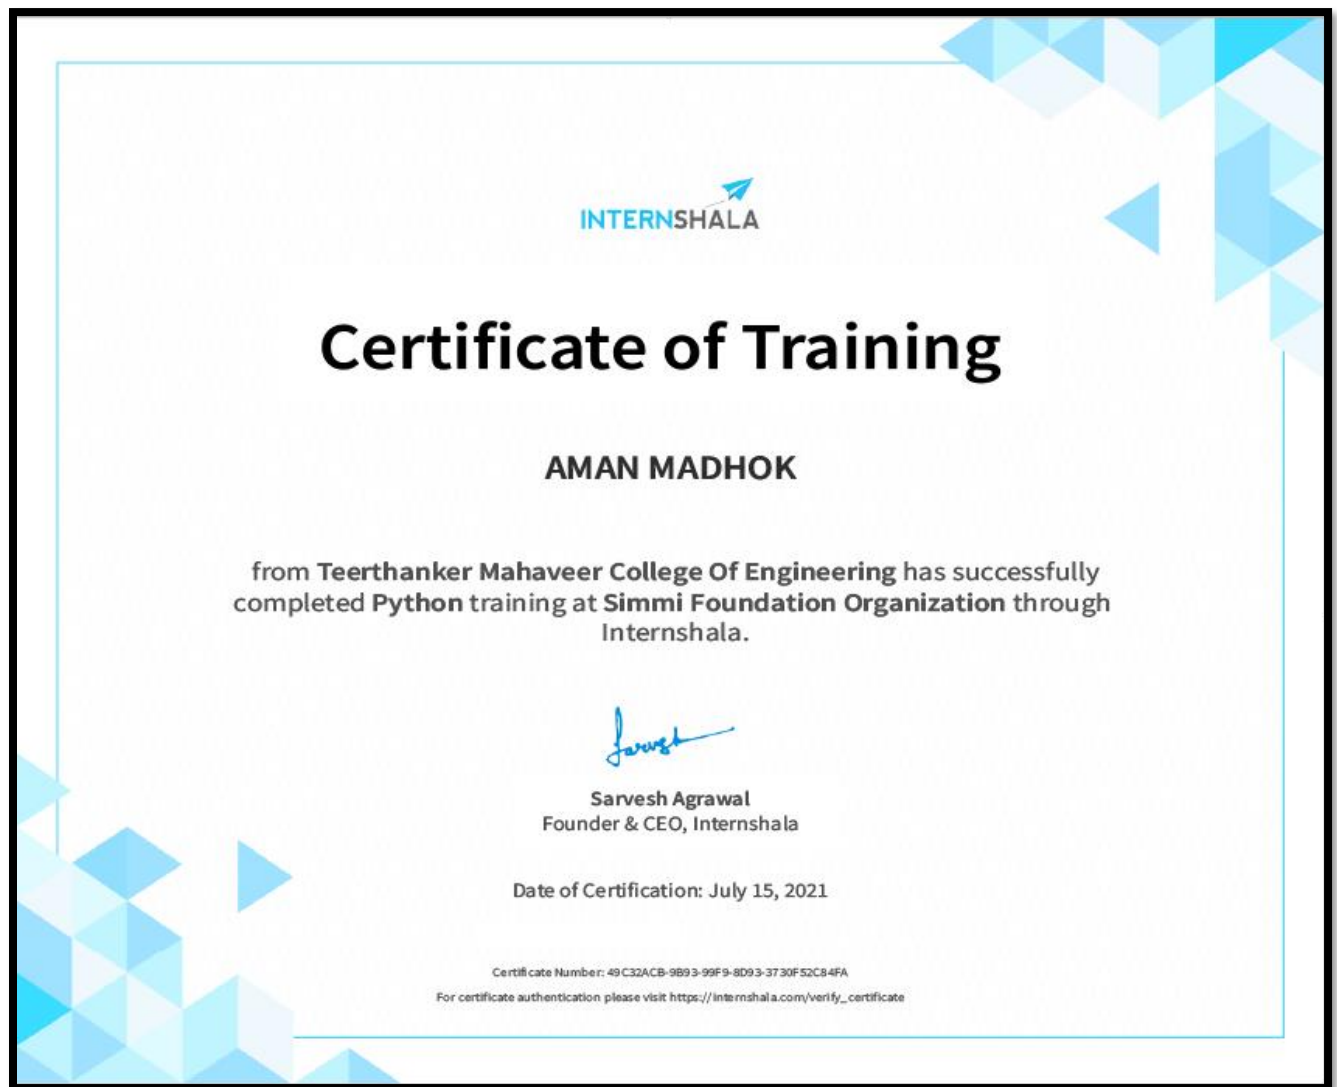 INTERNSHALA
Certificate of Training
AMAN MADHOK
from Teerthanker Mahaveer College Of Engineering has successfully
completed Python training at Simmi Foundation Organization through
Internshala.
Sarvesh
Sarvesh Agrawal
Founder & CEO, Internshala
Date of Certification: July 15, 2021
Certificate Number: 49C32ACB-9B93-99F9-8D93-3730F52C84FA
For certificate authentication please visit https://internshala.com/verify_certificate